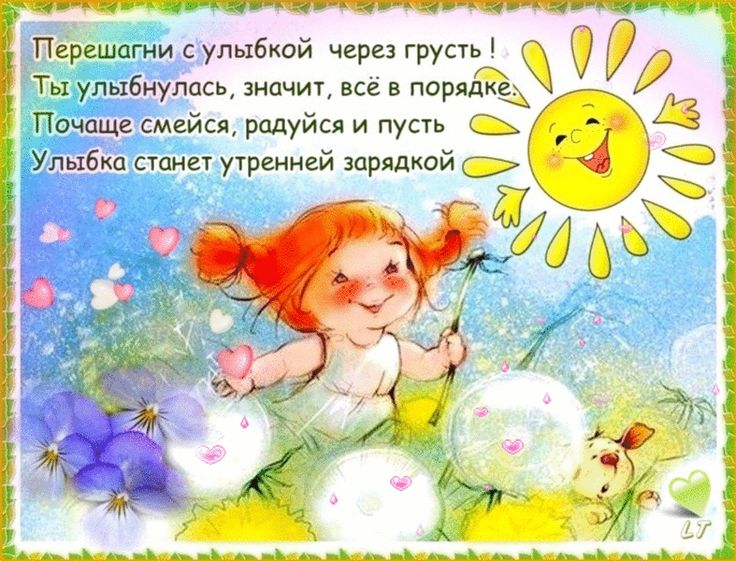 Перешагни с улыбкой через грусть !
Ты улыбнулась, значит, всё в порядке.
Почаще смейся, радуйся и пусть
Улыбка станет утренней зарядкой
LT